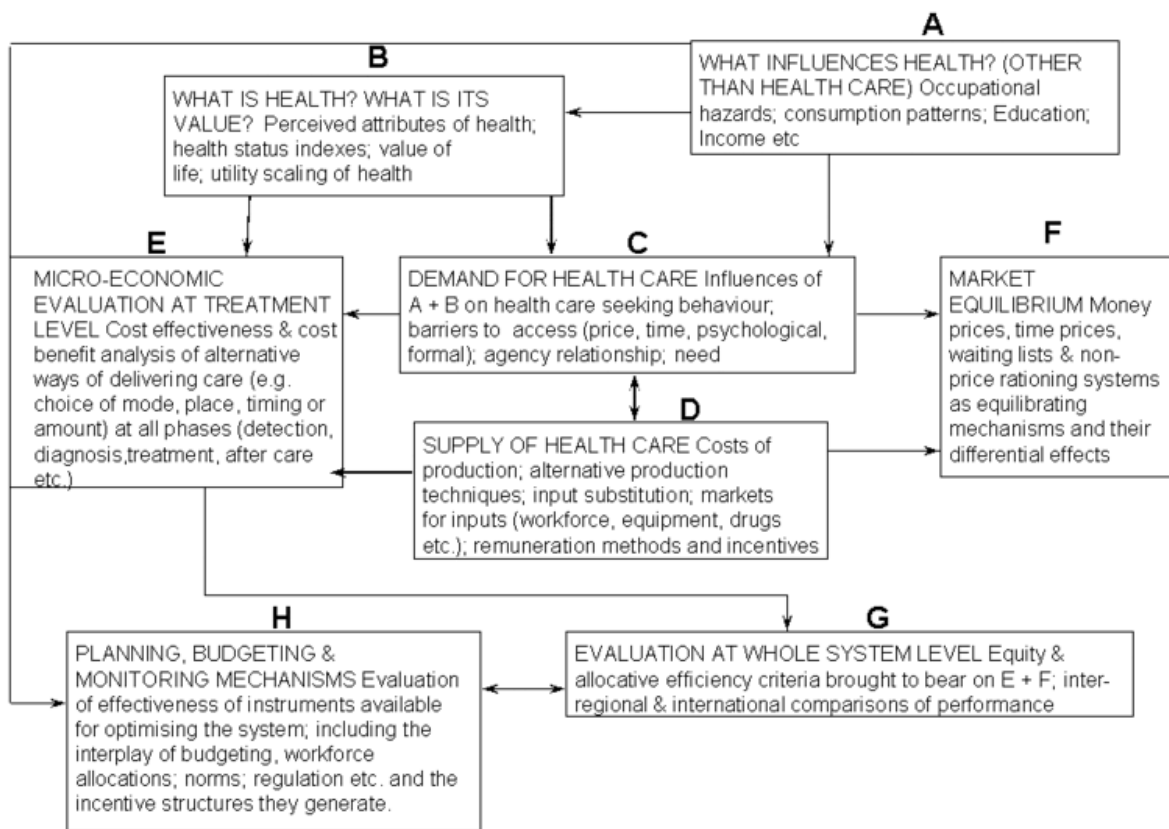 A
WHAT INFLUENCES HEALTH? (OTHER
THAN HEALTH CARE) Occupational
hazards; consumption patterns; Education;
Income etc
B
WHAT IS HEALTH? WHAT IS ITS
VALUE? Perceived attributes of health;
health status indexes; value of
life; utility scaling of health
E
MICRO-ECONOMIC
EVALUATION AT TREATMENT
LEVEL Cost effectiveness & cost
benefit analysis of alternative
ways of delivering care (e.g.
choice of mode, place, timing or
amount) at all phases (detection,
diagnosis,treatment, after care
etc.)
C
DEMAND FOR HEALTH CARE Influences of
A + B on health care seeking behaviour;
barriers to access (price, time, psychological,
formal); agency relationship; need
F
MARKET
EQUILIBRIUM Money
prices, time prices,
waiting lists & non-
price rationing systems
as equilibrating
mechanisms and their
differential effects
D
SUPPLY OF HEALTH CARE Costs of
production; alternative production
techniques; input substitution; markets
for inputs (workforce, equipment, drugs
etc.); remuneration methods and incentives
H
PLANNING, BUDGETING &
MONITORING MECHANISMS Evaluation
of effectiveness of instruments available
for optimising the system; including the
interplay of budgeting, workforce
allocations; norms; regulation etc. and the
incentive structures they generate.
G
EVALUATION AT WHOLE SYSTEM LEVEL Equity &
allocative efficiency criteria brought to bear on E + F; inter-
regional & international comparisons of performance